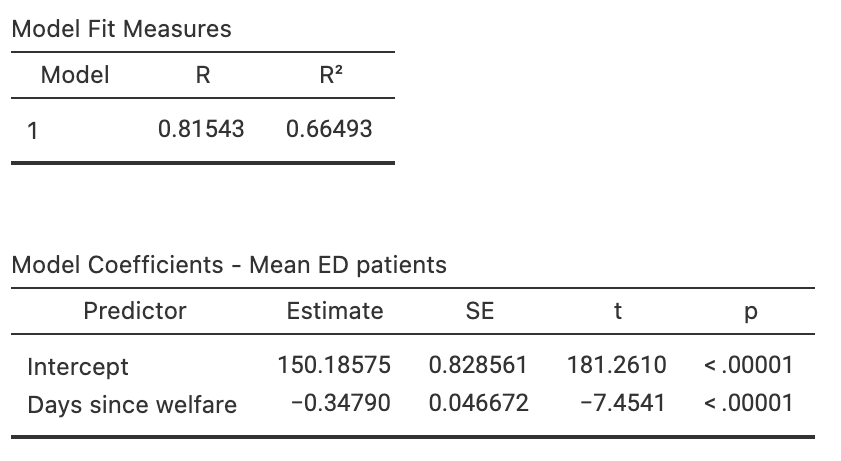 Model Fit Measures
Model R R²
1 0.81543 0.66493
Model Coefficients - Mean ED patients
Predictor Estimate SE t p
Intercept 150.18575 0.828561 181.2610 < .00001
Days since welfare −0.34790 0.046672 −7.4541 < .00001